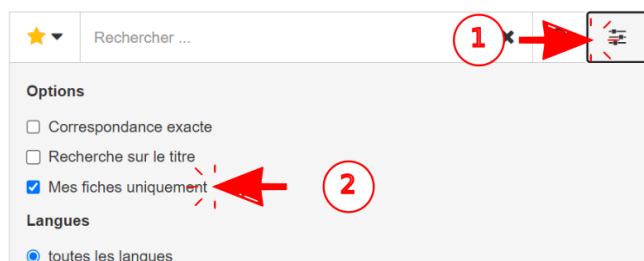 Rechercher ...
1
Options
Correspondance exacte
Recherche sur le titre
Mes fiches uniquement
2
Langues
toutes les langues